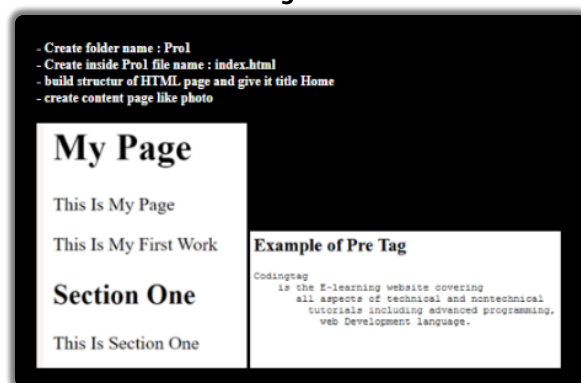 - Create folder name : Pro1
- Create inside Pro1 file name : index.html
- build structur of HTML page and give it title Home
- create content page like photo
My Page
This Is My Page
This Is My First Work
Section One
This Is Section One
Example of Pre Tag
Codingtag
is the E-learning website covering
all aspects of technical and nontechnical
tutorials including advanced programming,
web Development language.